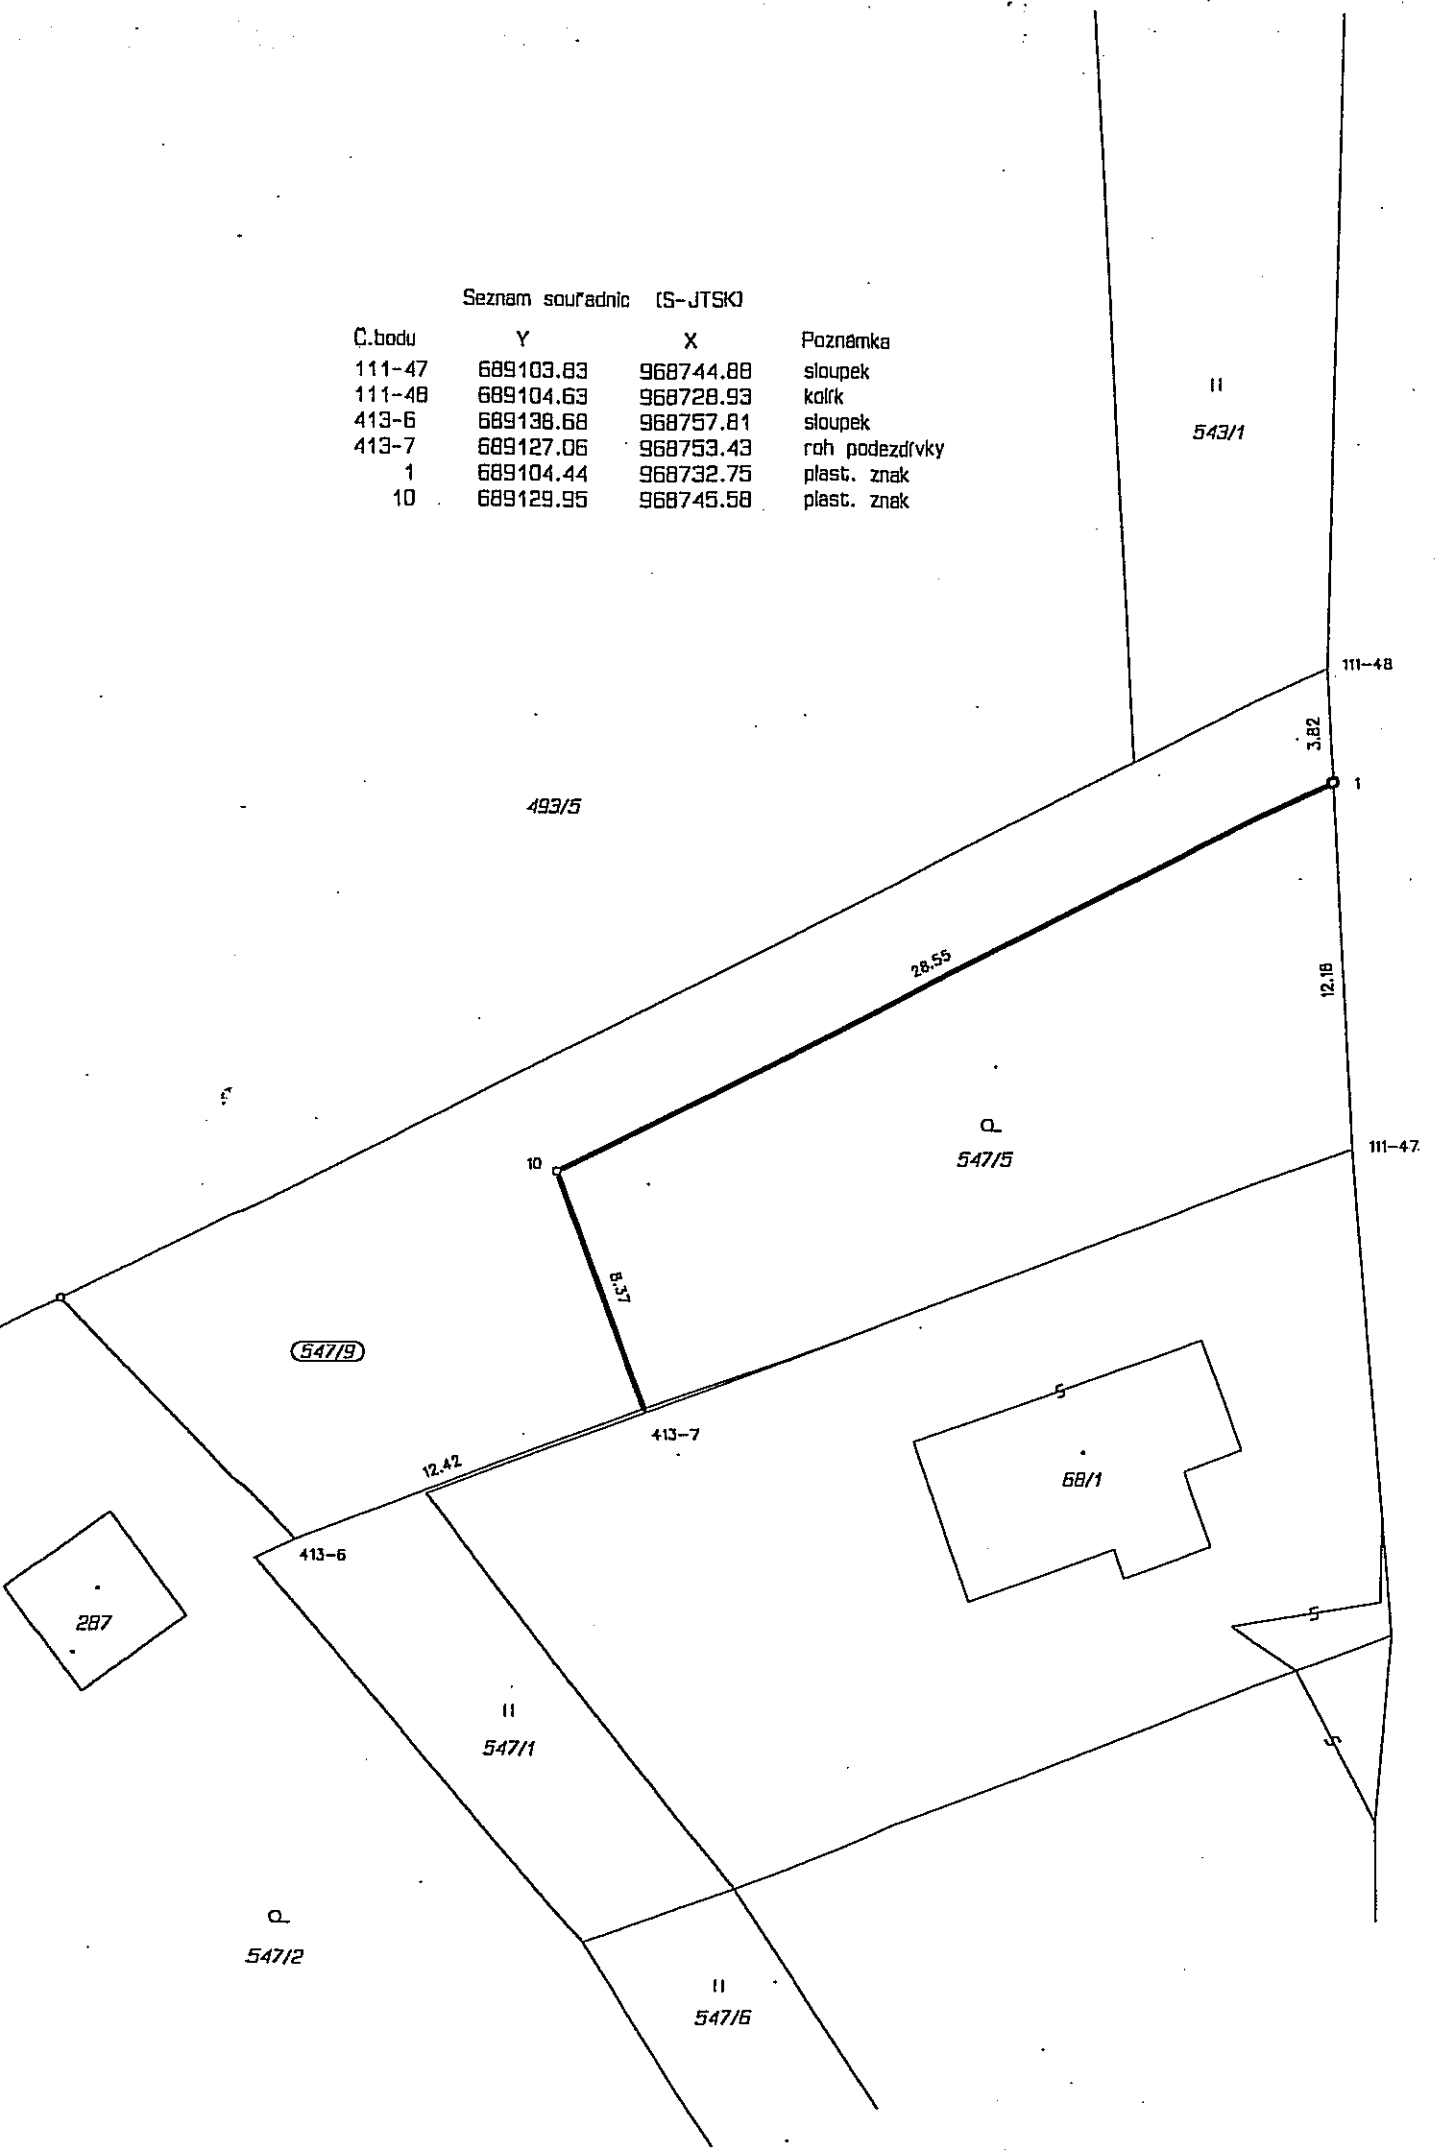 Seznam souřadnic (S-JTSK)
Č.bodu Y X Poznámka
111-47 689103.83 968744.88 sloupek
111-48 689104.63 968728.93 kolík
413-6 689138.68 968757.81 sloupek
413-7 689127.06 968753.43 roh podezdívky
1 689104.44 968732.75 plast. znak
10 689129.95 968745.58 plast. znak
543/1
111-48
3.82
1
493/5
28.55
12.18
547/5
111-47
10
8.37
547/9
413-7
12.42
68/1
413-6
287
547/1
547/2
547/6